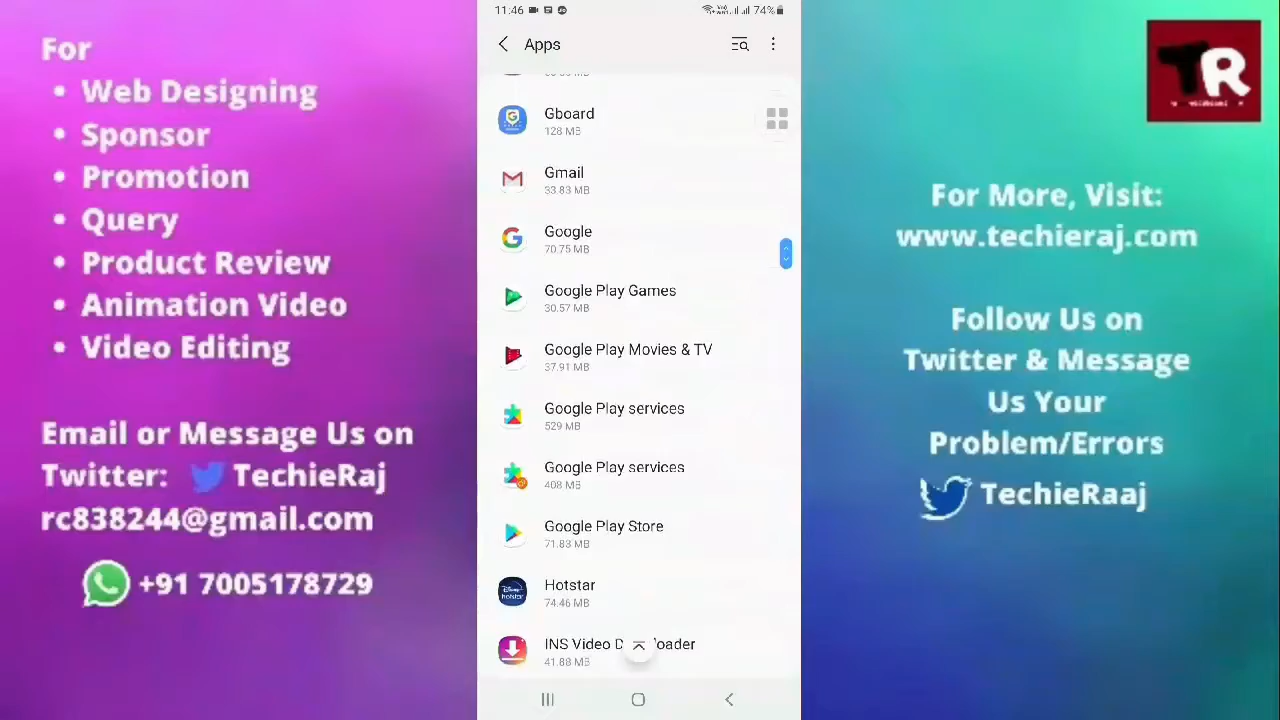 For
• Web Designing
• Sponsor
• Promotion
• Query
• Product Review
• Animation Video
• Video Editing
Email or Message Us on
Twitter: TechieRaj
rc838244@gmail.com
+91 7005178729
11:46
74%
Apps
Gboard
128 MB
Gmail
33.83 MB
Google
70.75 MB
Google Play Games
30.57 MB
Google Play Movies & TV
37.91 MB
Google Play services
529 MB
Google Play services
408 MB
Google Play Store
71.83 MB
Hotstar
74.46 MB
INS Video D loader
41.88 MB
TR
For More, Visit:
www.techieraj.com
Follow Us on
Twitter & Message
Us Your
Problem/Errors
TechieRaaj